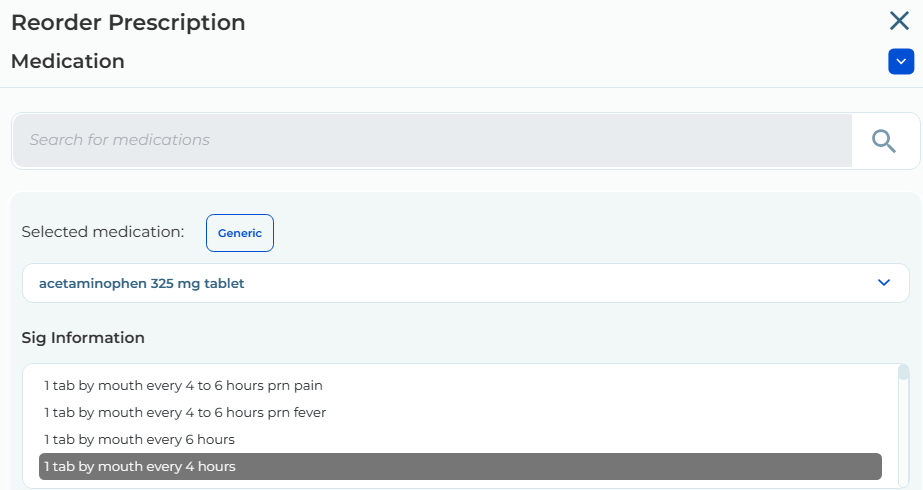 Reorder Prescription
Medication
Search for medications
Selected medication: Generic
acetaminophen 325 mg tablet
Sig Information
1 tab by mouth every 4 to 6 hours prn pain
1 tab by mouth every 4 to 6 hours prn fever
1 tab by mouth every 6 hours
1 tab by mouth every 4 hours